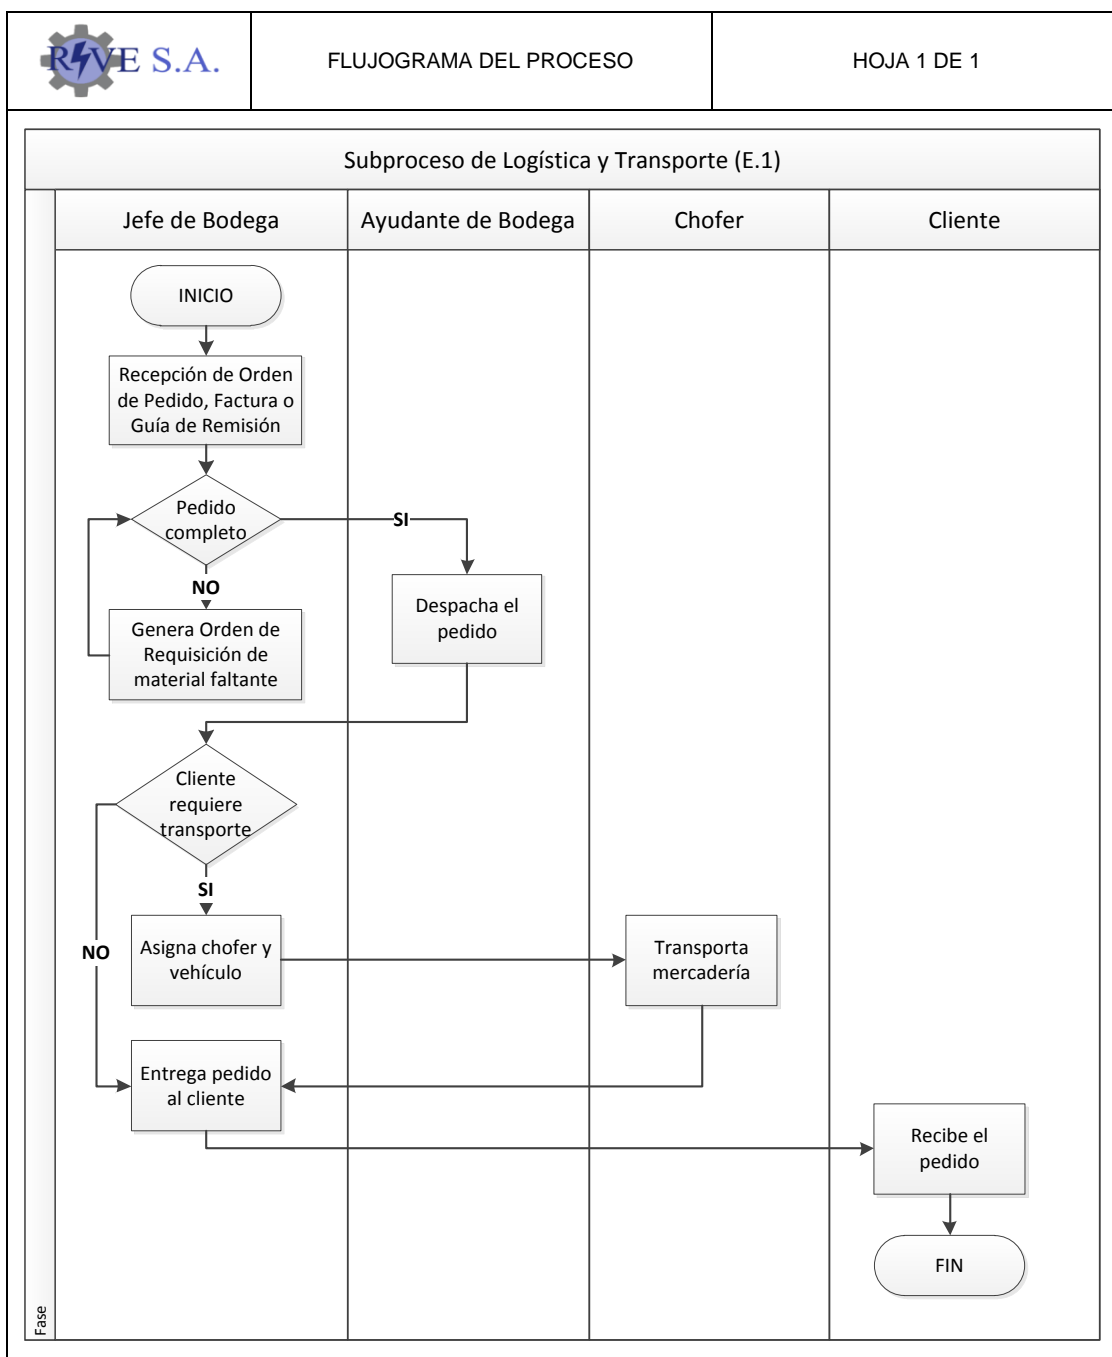 RIVE S.A.
FLUJOGRAMA DEL PROCESO
HOJA 1 DE 1
Subproceso de Logística y Transporte (E.1)
Jefe de Bodega
Ayudante de Bodega
Chofer
Cliente
INICIO
Recepción de Orden
de Pedido, Factura o
Guía de Remisión
Pedido
completo
SI
NO
Genera Orden de
Requisición de
material faltante
Despacha el
pedido
Cliente
requiere
transporte
SI
NO
Asigna chofer y
vehículo
Transporta
mercadería
Entrega pedido
al cliente
Recibe el
pedido
FIN
Fase